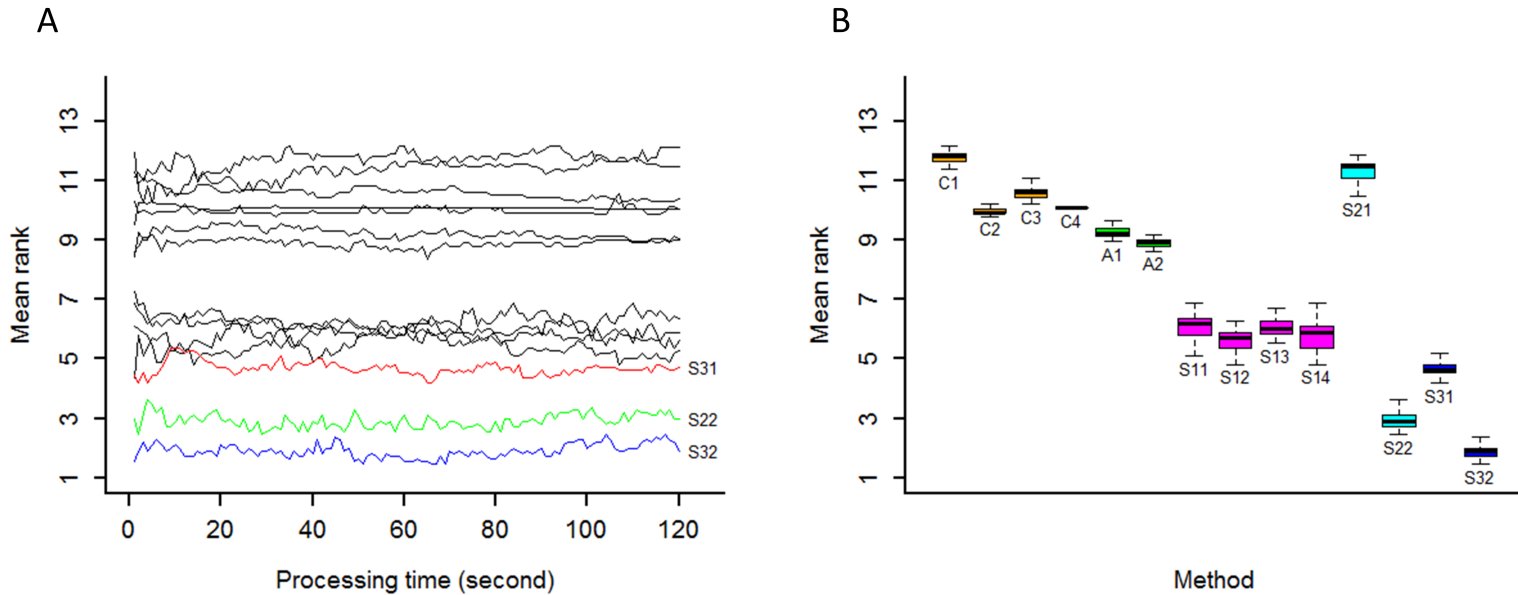 A
Mean rank
13
11
9
7
5
3
1
S31
S22
S32
0 20 40 60 80 100 120
Processing time (second)
B
Mean rank
13
11
9
7
5
3
1
C1
C2
C3
C4
A1
A2
S11
S12
S13
S14
S21
S22
S31
S32
Method